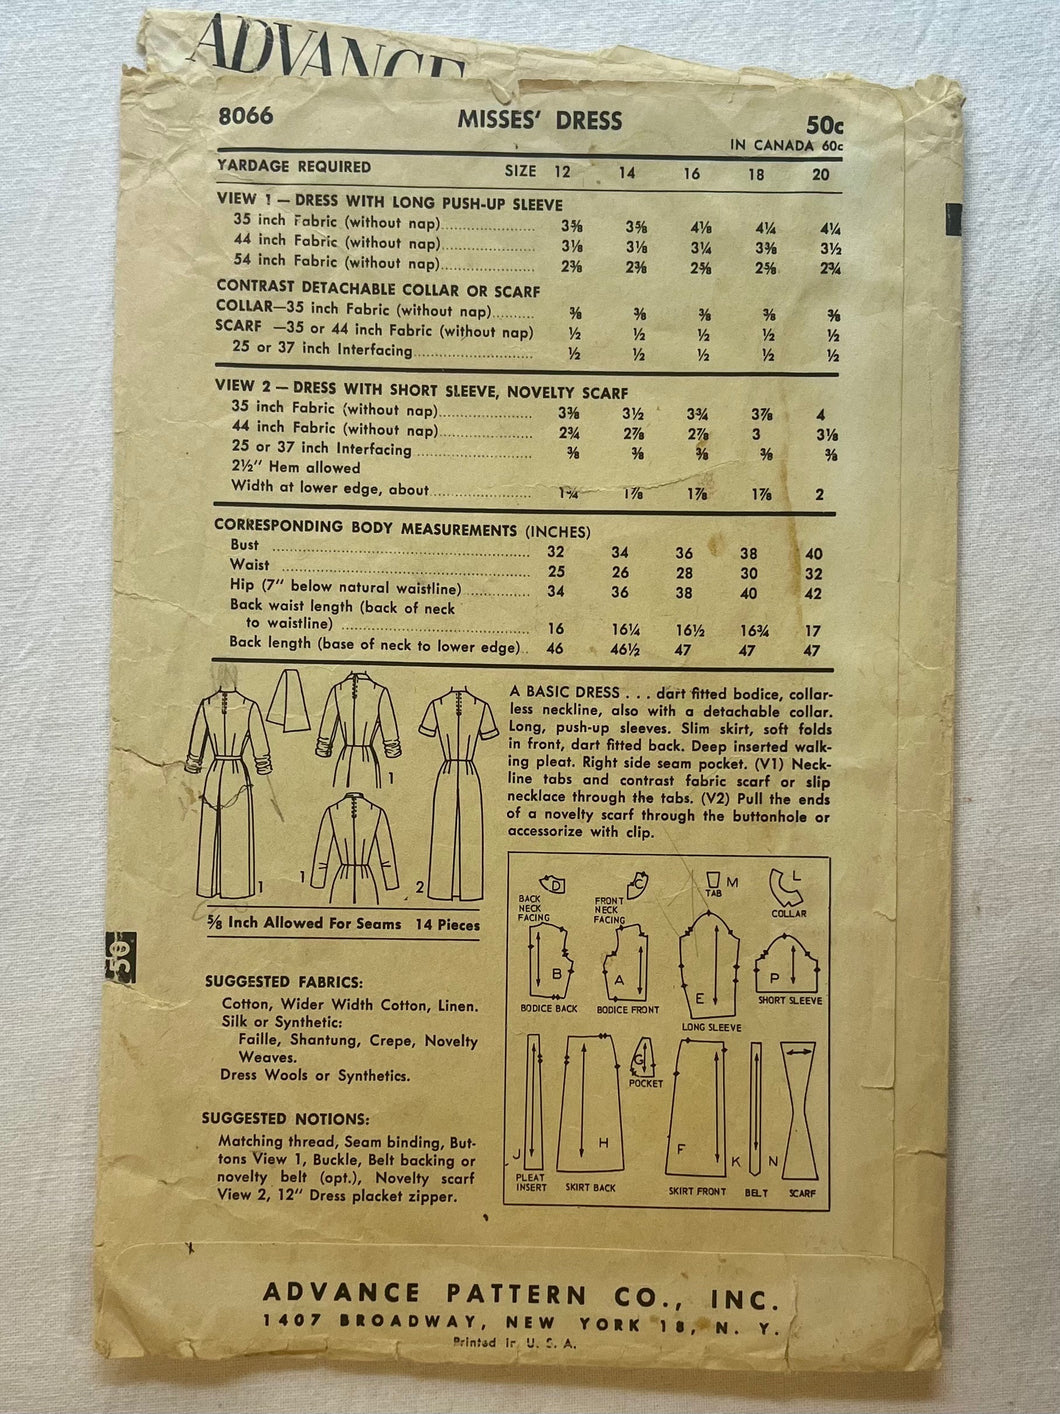 ADVANCE
8066 MISSES' DRESS 50c
IN CANADA 60c
YARDAGE REQUIRED SIZE 12 14 16 18 20
VIEW 1 — DRESS WITH LONG PUSH-UP SLEEVE
35 inch Fabric (without nap) 3⅝ 3⅝ 4⅛ 4¼ 4¼
44 inch Fabric (without nap) 3⅛ 3⅛ 3¼ 3⅜ 3½
54 inch Fabric (without nap) 2⅜ 2⅜ 2⅝ 2⅝ 2¾
CONTRAST DETACHABLE COLLAR OR SCARF
COLLAR—35 inch Fabric (without nap) ⅜ ⅜ ⅜ ⅜ ⅜
SCARF —35 or 44 inch Fabric (without nap) ½ ½ ½ ½ ½
25 or 37 inch Interfacing ½ ½ ½ ½ ½
VIEW 2 — DRESS WITH SHORT SLEEVE, NOVELTY SCARF
35 inch Fabric (without nap) 3⅜ 3½ 3¾ 3⅞ 4
44 inch Fabric (without nap) 2¾ 2⅞ 2⅞ 3 3⅛
25 or 37 inch Interfacing ⅜ ⅜ ⅜ ⅜ ⅜
2½" Hem allowed
Width at lower edge, about 1¾ 1⅞ 1⅞ 1⅞ 2
CORRESPONDING BODY MEASUREMENTS (INCHES)
Bust 32 34 36 38 40
Waist 25 26 28 30 32
Hip (7" below natural waistline) 34 36 38 40 42
Back waist length (back of neck
to waistline) 16 16¼ 16½ 16¾ 17
Back length (base of neck to lower edge) 46 46½ 47 47 47
1
1
1
2
⅝ Inch Allowed For Seams 14 Pieces
A BASIC DRESS . . . dart fitted bodice, collar-
less neckline, also with a detachable collar.
Long, push-up sleeves. Slim skirt, soft folds
in front, dart fitted back. Deep inserted walk-
ing pleat. Right side seam pocket. (V1) Neck-
line tabs and contrast fabric scarf or slip
necklace through the tabs. (V2) Pull the ends
of a novelty scarf through the buttonhole or
accessorize with clip.
D
BACK
NECK
FACING
C
FRONT
NECK
FACING
M
TAB
L
COLLAR
B
BODICE BACK
A
BODICE FRONT
E
LONG SLEEVE
P
SHORT SLEEVE
J
PLEAT
INSERT
H
SKIRT BACK
G
POCKET
F
SKIRT FRONT
K
BELT
N
SCARF
50
SUGGESTED FABRICS:
Cotton, Wider Width Cotton, Linen.
Silk or Synthetic:
Faille, Shantung, Crepe, Novelty
Weaves.
Dress Wools or Synthetics.
SUGGESTED NOTIONS:
Matching thread, Seam binding, But-
tons View 1, Buckle, Belt backing or
novelty belt (opt.), Novelty scarf
View 2, 12" Dress placket zipper.
ADVANCE PATTERN CO., INC.
1407 BROADWAY, NEW YORK 18, N. Y.
Printed in U. S. A.